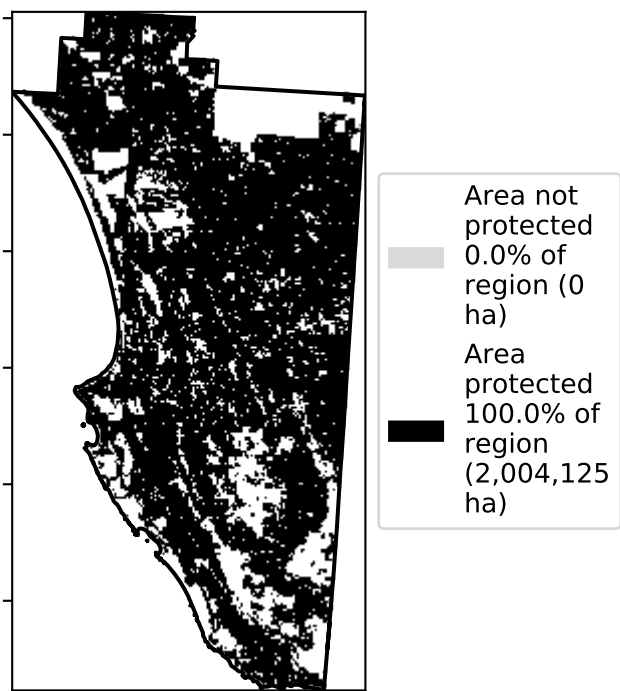 Area not
protected
0.0% of
region (0
ha)
Area
protected
100.0% of
region
(2,004,125
ha)